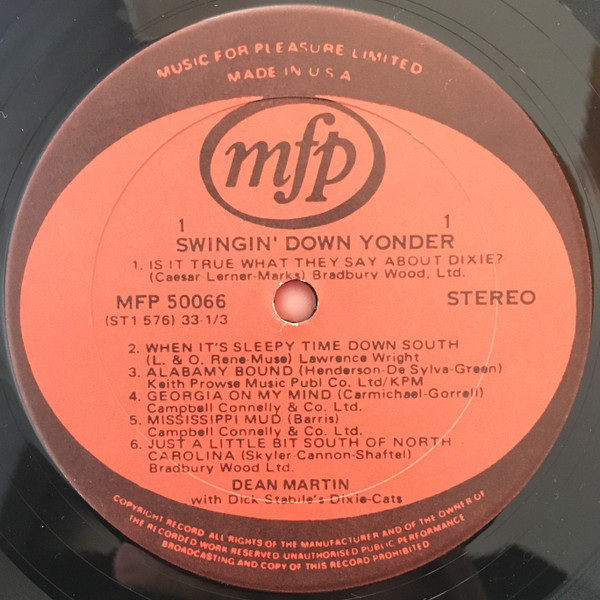 MUSIC FOR PLEASURE LIMITED
MADE IN U S A
mfp
1 1
SWINGIN' DOWN YONDER
1. IS IT TRUE WHAT THEY SAY ABOUT DIXIE?
(Caesar-Lerner-Marks) Bradbury Wood, Ltd.
MFP 50066 STEREO
(ST1 576) 33-1/3
2. WHEN IT'S SLEEPY TIME DOWN SOUTH
(L. & O. Rene-Muse) Lawrence Wright
3. ALABAMY BOUND (Henderson-De Sylva-Green)
Keith Prowse Music Publ Co. Ltd/KPM
4. GEORGIA ON MY MIND (Carmichael-Gorrell)
Campbell Connelly & Co. Ltd.
5. MISSISSIPPI MUD (Barris)
Campbell Connelly & Co. Ltd.
6. JUST A LITTLE BIT SOUTH OF NORTH
CAROLINA (Skyler-Cannon-Shaftel)
Bradbury Wood Ltd.
DEAN MARTIN
with Dick Stabile's Dixie-Cats
COPYRIGHT RECORD ALL RIGHTS OF THE MANUFACTURER AND OF THE OWNER OF
THE RECORDED WORK RESERVED UNAUTHORISED PUBLIC PERFORMANCE
BROADCASTING AND COPY OF THIS RECORD PROHIBITED